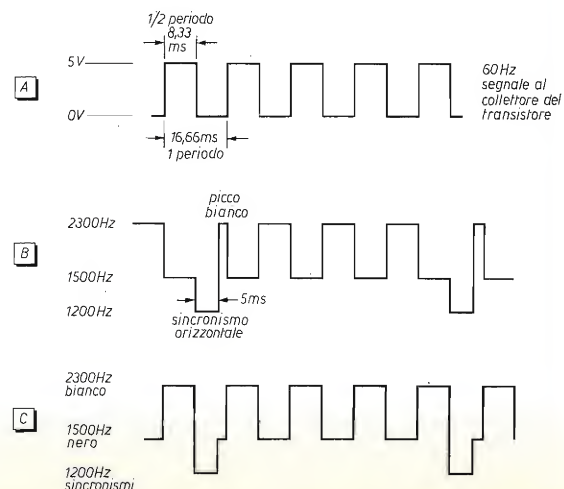 1/2 periodo
8,33
ms
5V
A
0V
16,66ms
1 periodo
60Hz
segnale al
collettore del
transistore
picco
bianco
2300Hz
B
1500Hz
1200Hz
5ms
sincronismo
orizzontale
2300Hz
bianco
C
1500Hz
nero
1200Hz
sincronismi